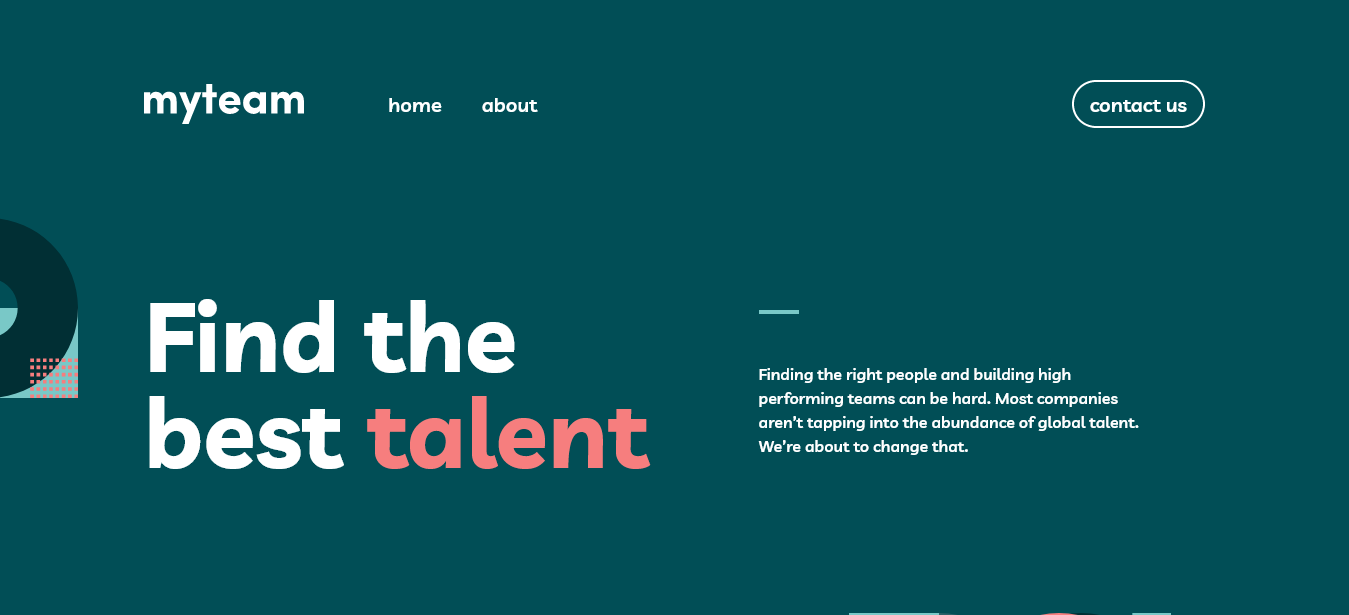 myteam
home
about
contact us
Find the
best talent
Finding the right people and building high
performing teams can be hard. Most companies
aren't tapping into the abundance of global talent.
We're about to change that.